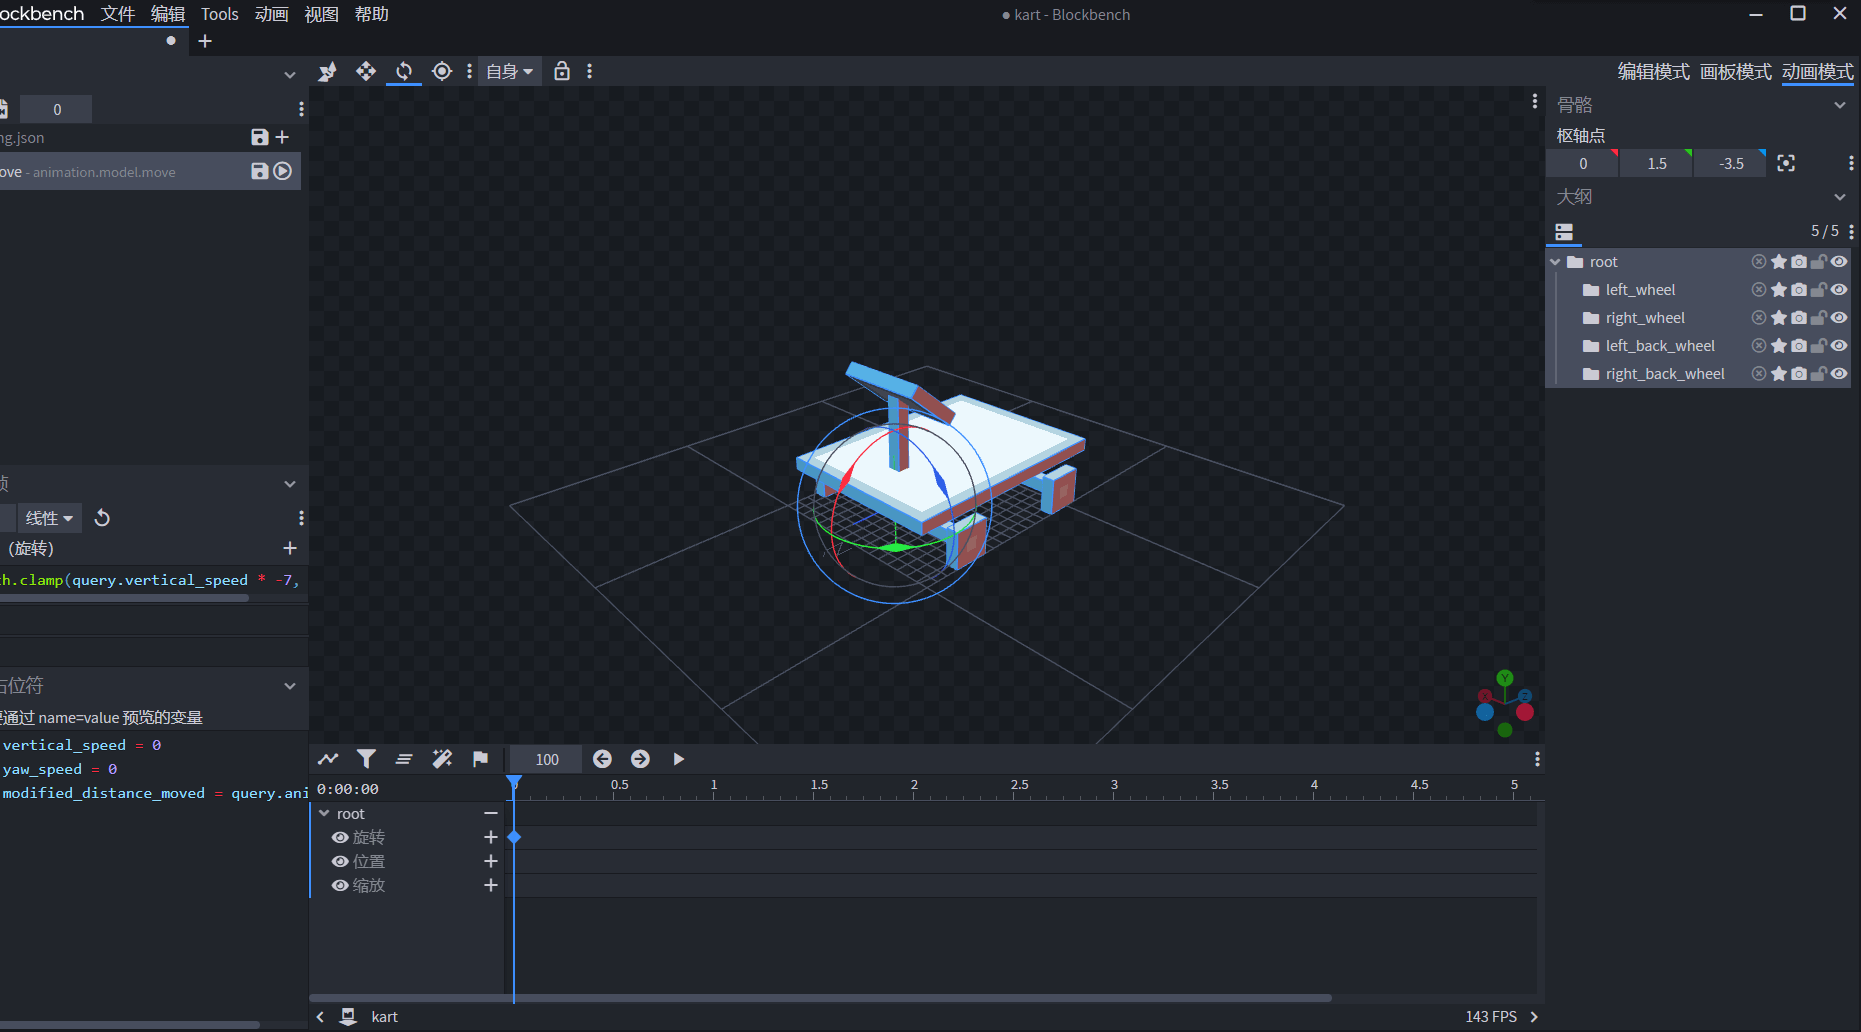 ockbench 文件 编辑 Tools 动画 视图 帮助
● kart - Blockbench
自身
编辑模式 画板模式 动画模式
0
ng.json
ove - animation.model.move
骨骼
枢轴点
0 1.5 -3.5
大纲
5 / 5
root
left_wheel
right_wheel
left_back_wheel
right_back_wheel
帧
线性
(旋转)
th.clamp(query.vertical_speed * -7,
占位符
要通过 name=value 预览的变量
vertical_speed = 0
yaw_speed = 0
modified_distance_moved = query.ani
Y
100
0:00:00
0 0.5 1 1.5 2 2.5 3 3.5 4 4.5 5
root
旋转
位置
缩放
kart
143 FPS